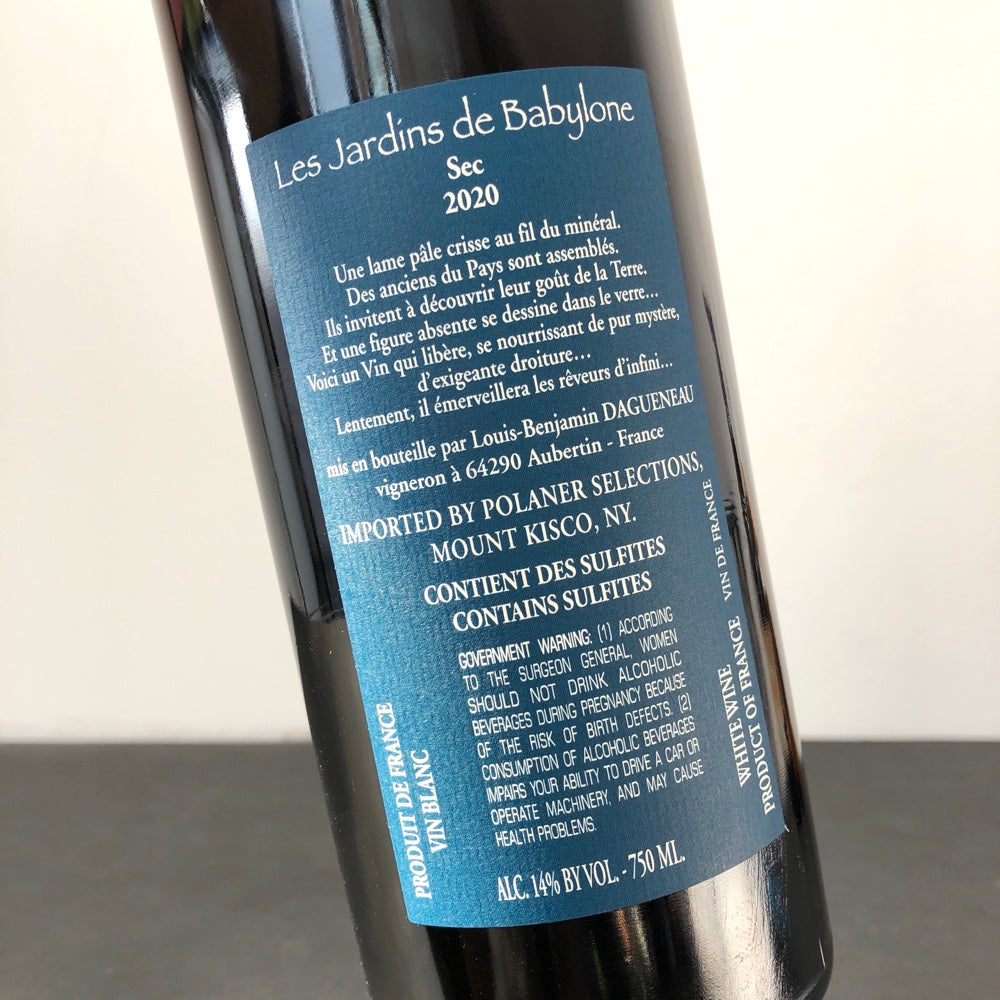 Les Jardins de Babylone
Sec
2020
Une lame pâle crisse au fil du minéral.
Des anciens du Pays sont assemblés.
Ils invitent à découvrir leur goût de la Terre.
Et une figure absente se dessine dans le verre...
Voici un Vin qui libère, se nourrissant de pur mystère,
d'exigeante droiture...
Lentement, il émerveillera les rêveurs d'infini...
mis en bouteille par Louis-Benjamin DAGUENEAU
vigneron à 64290 Aubertin - France
IMPORTED BY POLANER SELECTIONS,
MOUNT KISCO, NY.
CONTIENT DES SULFITES
CONTAINS SULFITES
GOVERNMENT WARNING: (1) ACCORDING
TO THE SURGEON GENERAL, WOMEN
SHOULD NOT DRINK ALCOHOLIC
BEVERAGES DURING PREGNANCY BECAUSE
OF THE RISK OF BIRTH DEFECTS. (2)
CONSUMPTION OF ALCOHOLIC BEVERAGES
IMPAIRS YOUR ABILITY TO DRIVE A CAR OR
OPERATE MACHINERY, AND MAY CAUSE
HEALTH PROBLEMS.
ALC. 14% BY VOL. - 750 ML.
PRODUIT DE FRANCE
VIN BLANC
VIN DE FRANCE
WHITE WINE
PRODUCT OF FRANCE